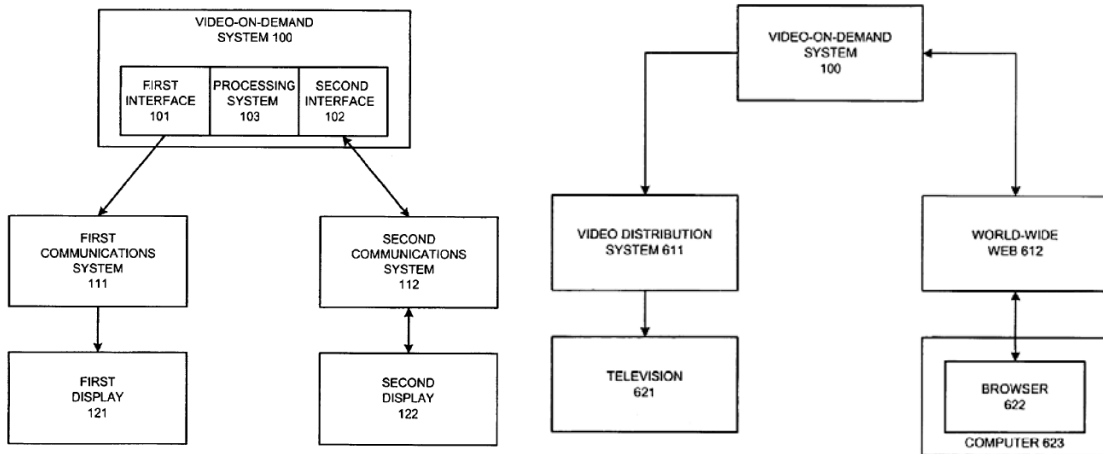 VIDEO-ON-DEMAND
SYSTEM 100
FIRST
INTERFACE
101
PROCESSING
SYSTEM
103
SECOND
INTERFACE
102
FIRST
COMMUNICATIONS
SYSTEM
111
SECOND
COMMUNICATIONS
SYSTEM
112
FIRST
DISPLAY
121
SECOND
DISPLAY
122
VIDEO-ON-DEMAND
SYSTEM
100
VIDEO DISTRIBUTION
SYSTEM 611
WORLD-WIDE
WEB 612
TELEVISION
621
BROWSER
622
COMPUTER 623